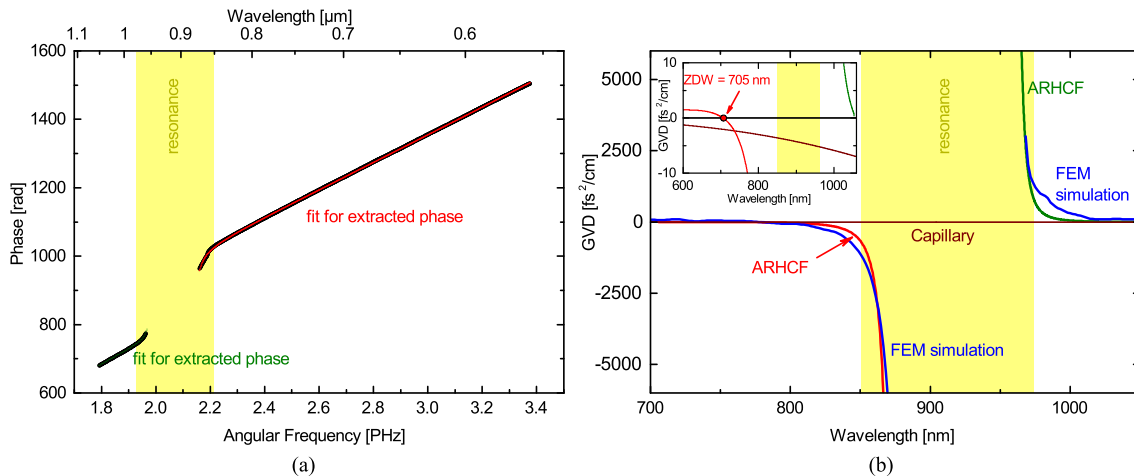 Wavelength [µm]
1.1 1 0.9 0.8 0.7 0.6
1600
1400
1200
1000
800
600
Phase [rad]
resonance
fit for extracted phase
fit for extracted phase
1.8 2.0 2.2 2.4 2.6 2.8 3.0 3.2 3.4
Angular Frequency [PHz]
(a)
5000
2500
0
-2500
-5000
GVD [fs²/cm]
10
0
-10
GVD [fs²/cm]
ZDW = 705 nm
600 800 1000
Wavelength [nm]
resonance
ARHCF
FEM
simulation
Capillary
ARHCF
FEM simulation
700 800 900 1000
Wavelength [nm]
(b)